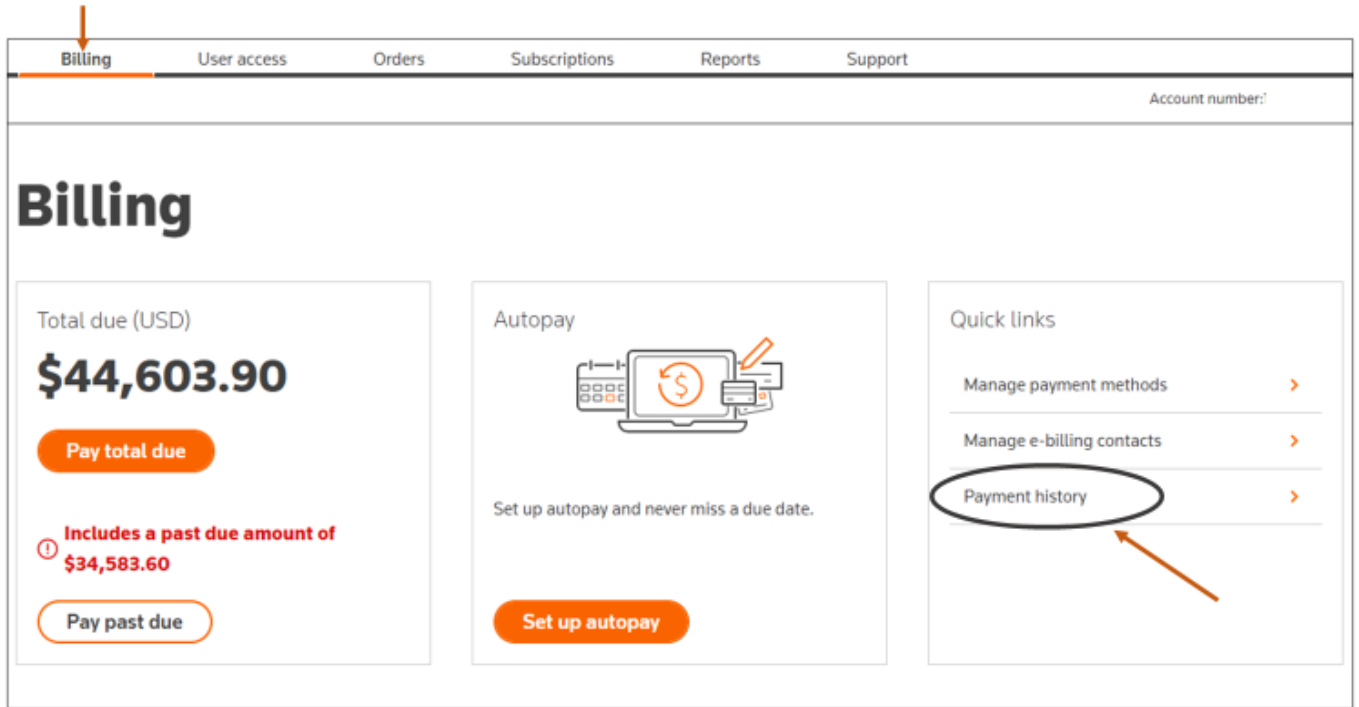 Billing User access Orders Subscriptions Reports Support
Account number:
Billing
Total due (USD)
$44,603.90
Pay total due
Includes a past due amount of
$34,583.60
Pay past due
Autopay
Set up autopay and never miss a due date.
Set up autopay
Quick links
Manage payment methods
Manage e-billing contacts
Payment history